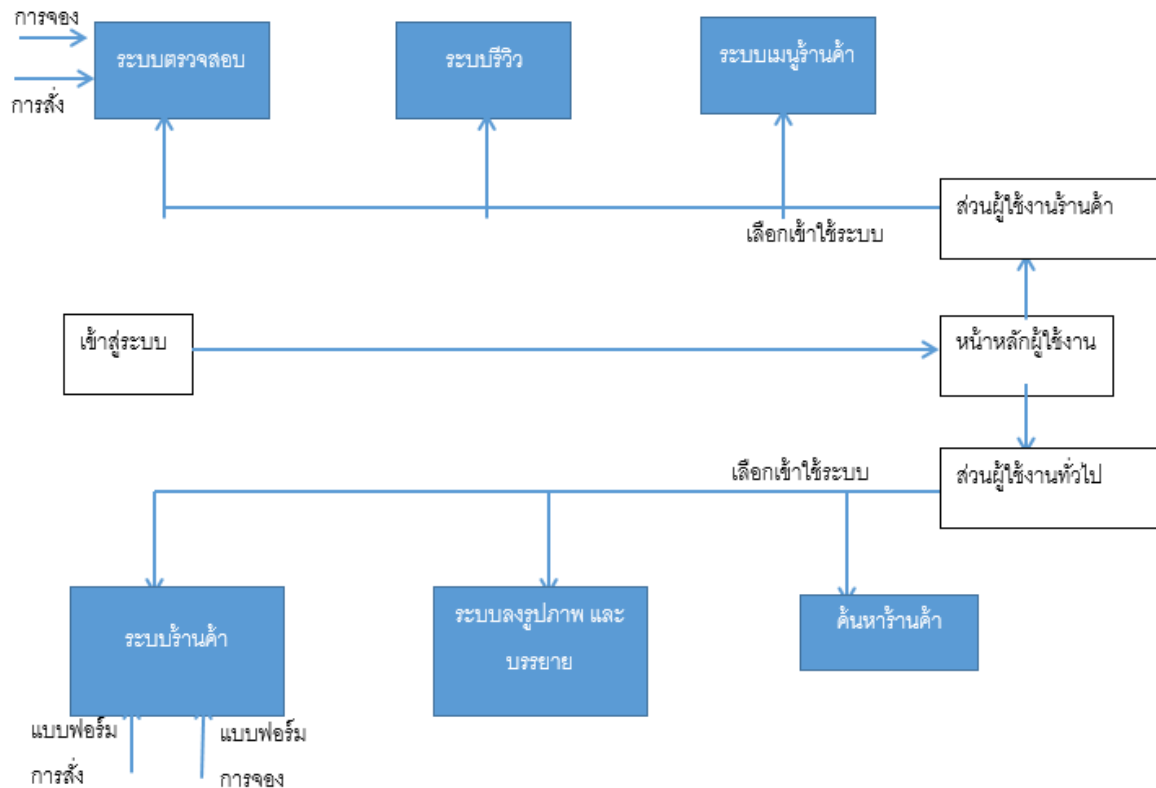 การจอง
ระบบตรวจสอบ
ระบบรีวิว
ระบบเมนูร้านค้า
การสั่ง
ส่วนผู้ใช้งานร้านค้า
เลือกเข้าใช้ระบบ
เข้าสู่ระบบ
หน้าหลักผู้ใช้งาน
เลือกเข้าใช้ระบบ
ส่วนผู้ใช้งานทั่วไป
ระบบร้านค้า
ระบบลงรูปภาพ และ
บรรยาย
ค้นหาร้านค้า
แบบฟอร์ม
การสั่ง
แบบฟอร์ม
การจอง